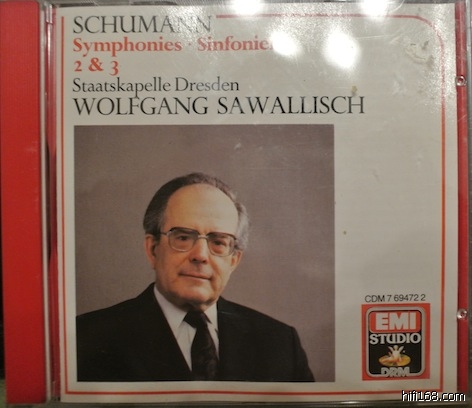 SCHUMANN
Symphonies · Sinfonien
2 & 3
Staatskapelle Dresden
WOLFGANG SAWALLISCH
CDM 7 69472 2
EMI
STUDIO
DRM
hifi168.com